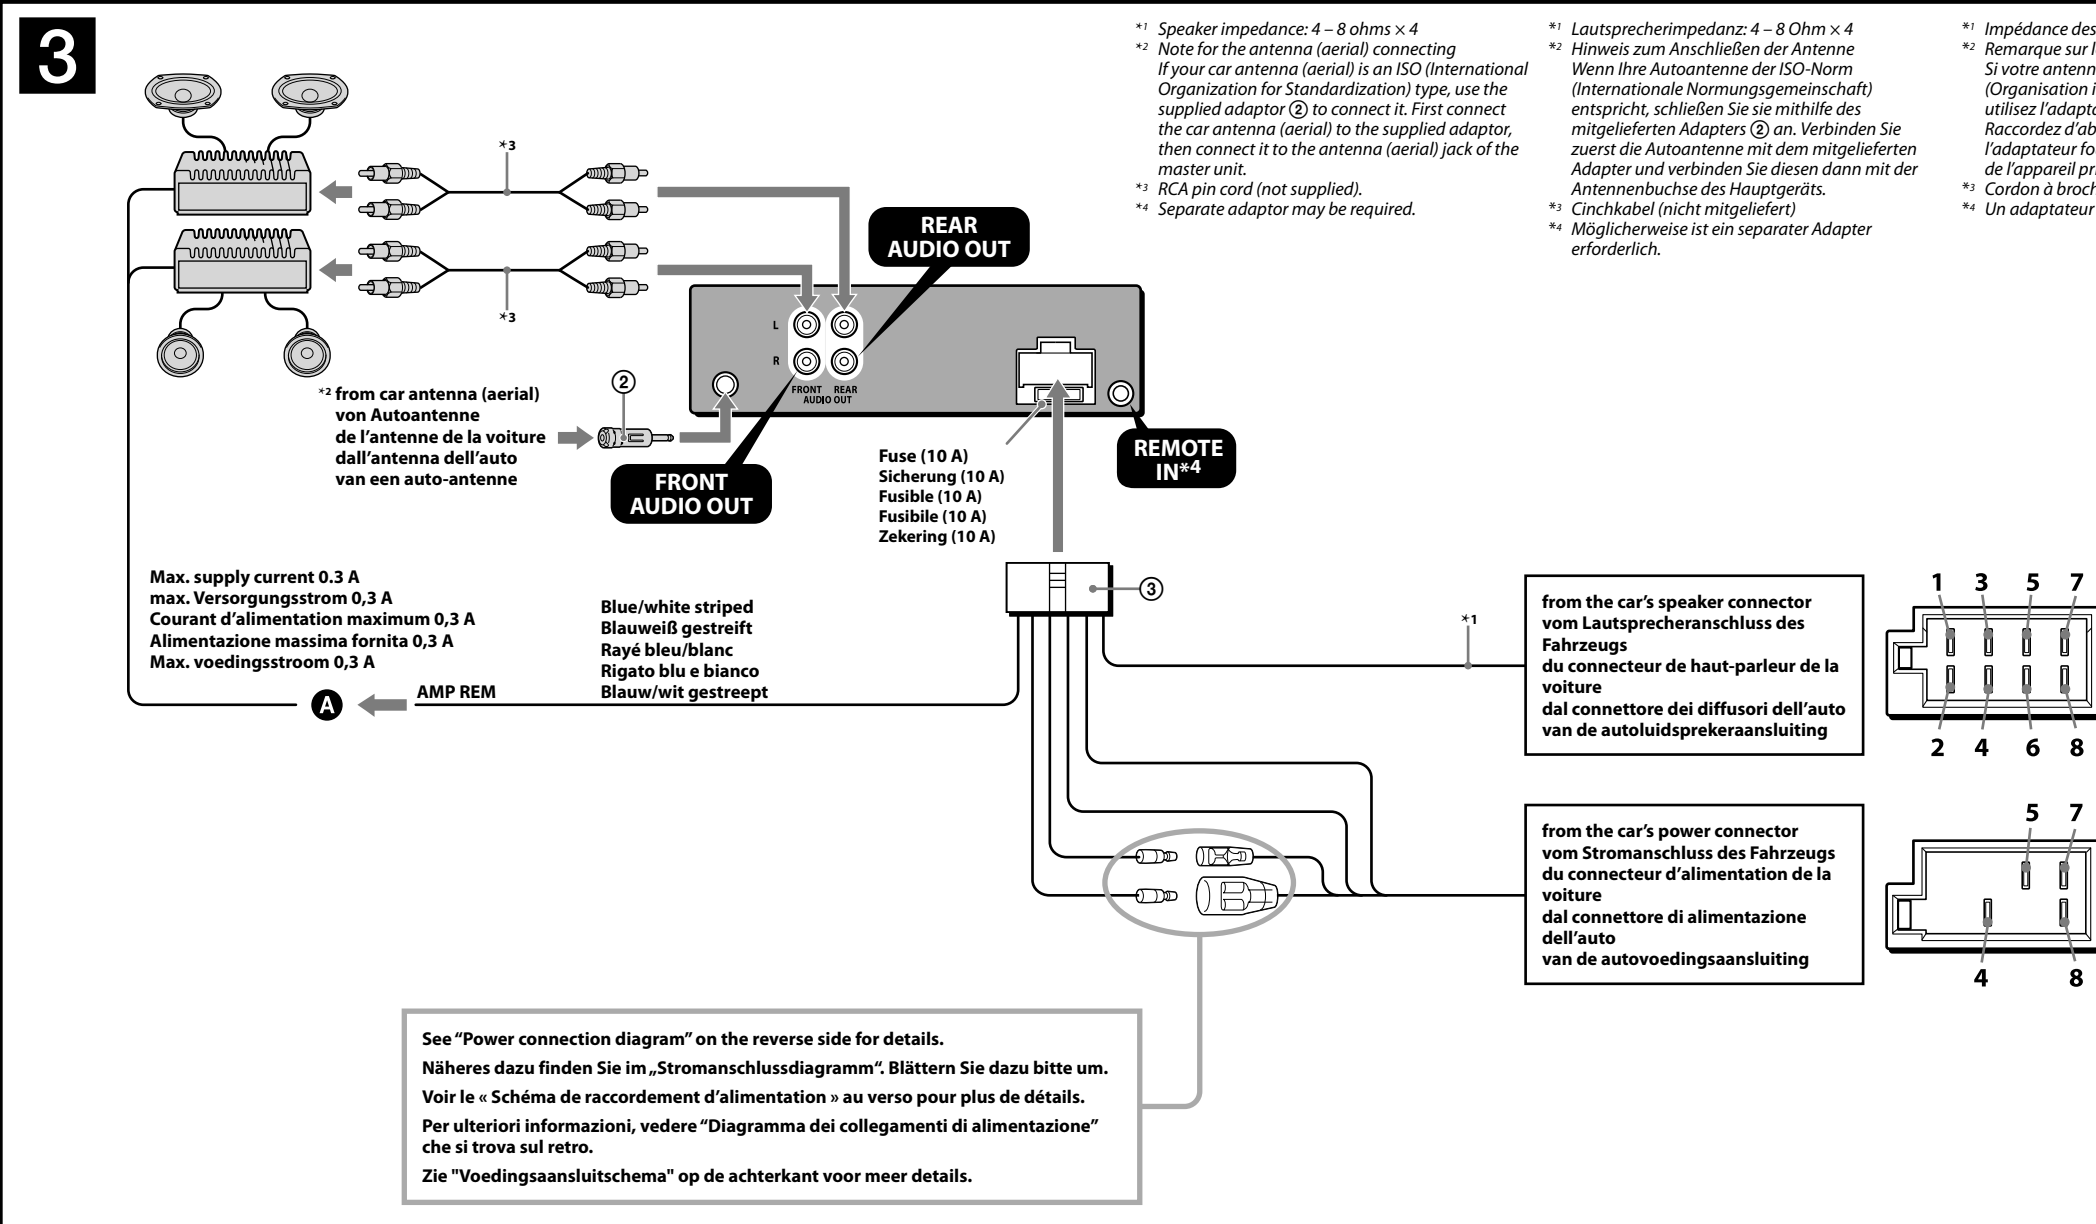 3
*1 Speaker impedance: 4 – 8 ohms × 4
*2 Note for the antenna (aerial) connecting
If your car antenna (aerial) is an ISO (International
Organization for Standardization) type, use the
supplied adaptor ② to connect it. First connect
the car antenna (aerial) to the supplied adaptor,
then connect it to the antenna (aerial) jack of the
master unit.
*3 RCA pin cord (not supplied).
*4 Separate adaptor may be required.
*1 Lautsprecherimpedanz: 4 – 8 Ohm × 4
*2 Hinweis zum Anschließen der Antenne
Wenn Ihre Autoantenne der ISO-Norm
(Internationale Normungsgemeinschaft)
entspricht, schließen Sie sie mithilfe des
mitgelieferten Adapters ② an. Verbinden Sie
zuerst die Autoantenne mit dem mitgelieferten
Adapter und verbinden Sie diesen dann mit der
Antennenbuchse des Hauptgeräts.
*3 Cinchkabel (nicht mitgeliefert)
*4 Möglicherweise ist ein separater Adapter
erforderlich.
*1 Impédance des
*2 Remarque sur l
Si votre antenn
(Organisation i
utilisez l’adapta
Raccordez d’ab
l’adaptateur fou
de l’appareil pri
*3 Cordon à broch
*4 Un adaptateur
*3
*3
REAR
AUDIO OUT
L
R
FRONT REAR
AUDIO OUT
*2 from car antenna (aerial)
von Autoantenne
de l’antenne de la voiture
dall’antenna dell’auto
van een auto-antenne
②
FRONT
AUDIO OUT
Fuse (10 A)
Sicherung (10 A)
Fusible (10 A)
Fusibile (10 A)
Zekering (10 A)
REMOTE
IN*4
Max. supply current 0.3 A
max. Versorgungsstrom 0,3 A
Courant d’alimentation maximum 0,3 A
Alimentazione massima fornita 0,3 A
Max. voedingsstroom 0,3 A
Blue/white striped
Blauweiß gestreift
Rayé bleu/blanc
Rigato blu e bianco
Blauw/wit gestreept
A
AMP REM
③
*1
from the car’s speaker connector
vom Lautsprecheranschluss des
Fahrzeugs
du connecteur de haut-parleur de la
voiture
dal connettore dei diffusori dell’auto
van de autoluidsprekeraansluiting
1 3 5 7
2 4 6 8
from the car’s power connector
vom Stromanschluss des Fahrzeugs
du connecteur d’alimentation de la
voiture
dal connettore di alimentazione
dell’auto
van de autovoedingsaansluiting
5 7
4 8
See “Power connection diagram” on the reverse side for details.
Näheres dazu finden Sie im „Stromanschlussdiagramm“. Blättern Sie dazu bitte um.
Voir le « Schéma de raccordement d’alimentation » au verso pour plus de détails.
Per ulteriori informazioni, vedere “Diagramma dei collegamenti di alimentazione”
che si trova sul retro.
Zie "Voedingsaansluitschema" op de achterkant voor meer details.